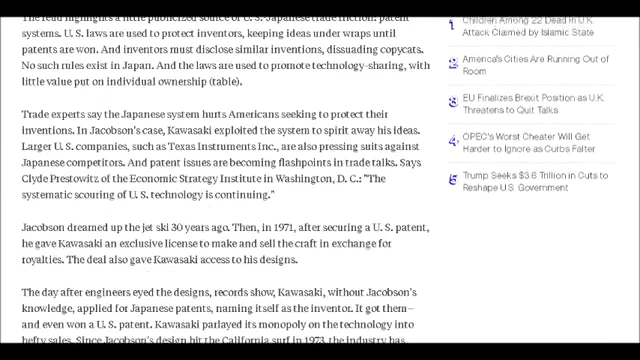 The feud highlights a little publicized source of U. S.-Japanese trade friction: patent
systems. U. S. laws are used to protect inventors, keeping ideas under wraps until
patents are won. And inventors must disclose similar inventions, dissuading copycats.
No such rules exist in Japan. And the laws are used to promote technology-sharing, with
little value put on individual ownership (table).
Trade experts say the Japanese system hurts Americans seeking to protect their
inventions. In Jacobson's case, Kawasaki exploited the system to spirit away his ideas.
Larger U. S. companies, such as Texas Instruments Inc., are also pressing suits against
Japanese competitors. And patent issues are becoming flashpoints in trade talks. Says
Clyde Prestowitz of the Economic Strategy Institute in Washington, D. C.: "The
systematic scouring of U. S. technology is continuing."
Jacobson dreamed up the jet ski 30 years ago. Then, in 1971, after securing a U. S. patent,
he gave Kawasaki an exclusive license to make and sell the craft in exchange for
royalties. The deal also gave Kawasaki access to his designs.
The day after engineers eyed the designs, records show, Kawasaki, without Jacobson's
knowledge, applied for Japanese patents, naming itself as the inventor. It got them—
and even won a U. S. patent. Kawasaki parlayed its monopoly on the technology into
hefty sales. Since Jacobson's design hit the California surf in 1973, the industry has
1 Children Among 22 Dead in U.K.
Attack Claimed by Islamic State
2 America's Cities Are Running Out of
Room
3 EU Finalizes Brexit Position as U.K.
Threatens to Quit Talks
4 OPEC's Worst Cheater Will Get
Harder to Ignore as Curbs Falter
5 Trump Seeks $3.6 Trillion in Cuts to
Reshape U.S. Government